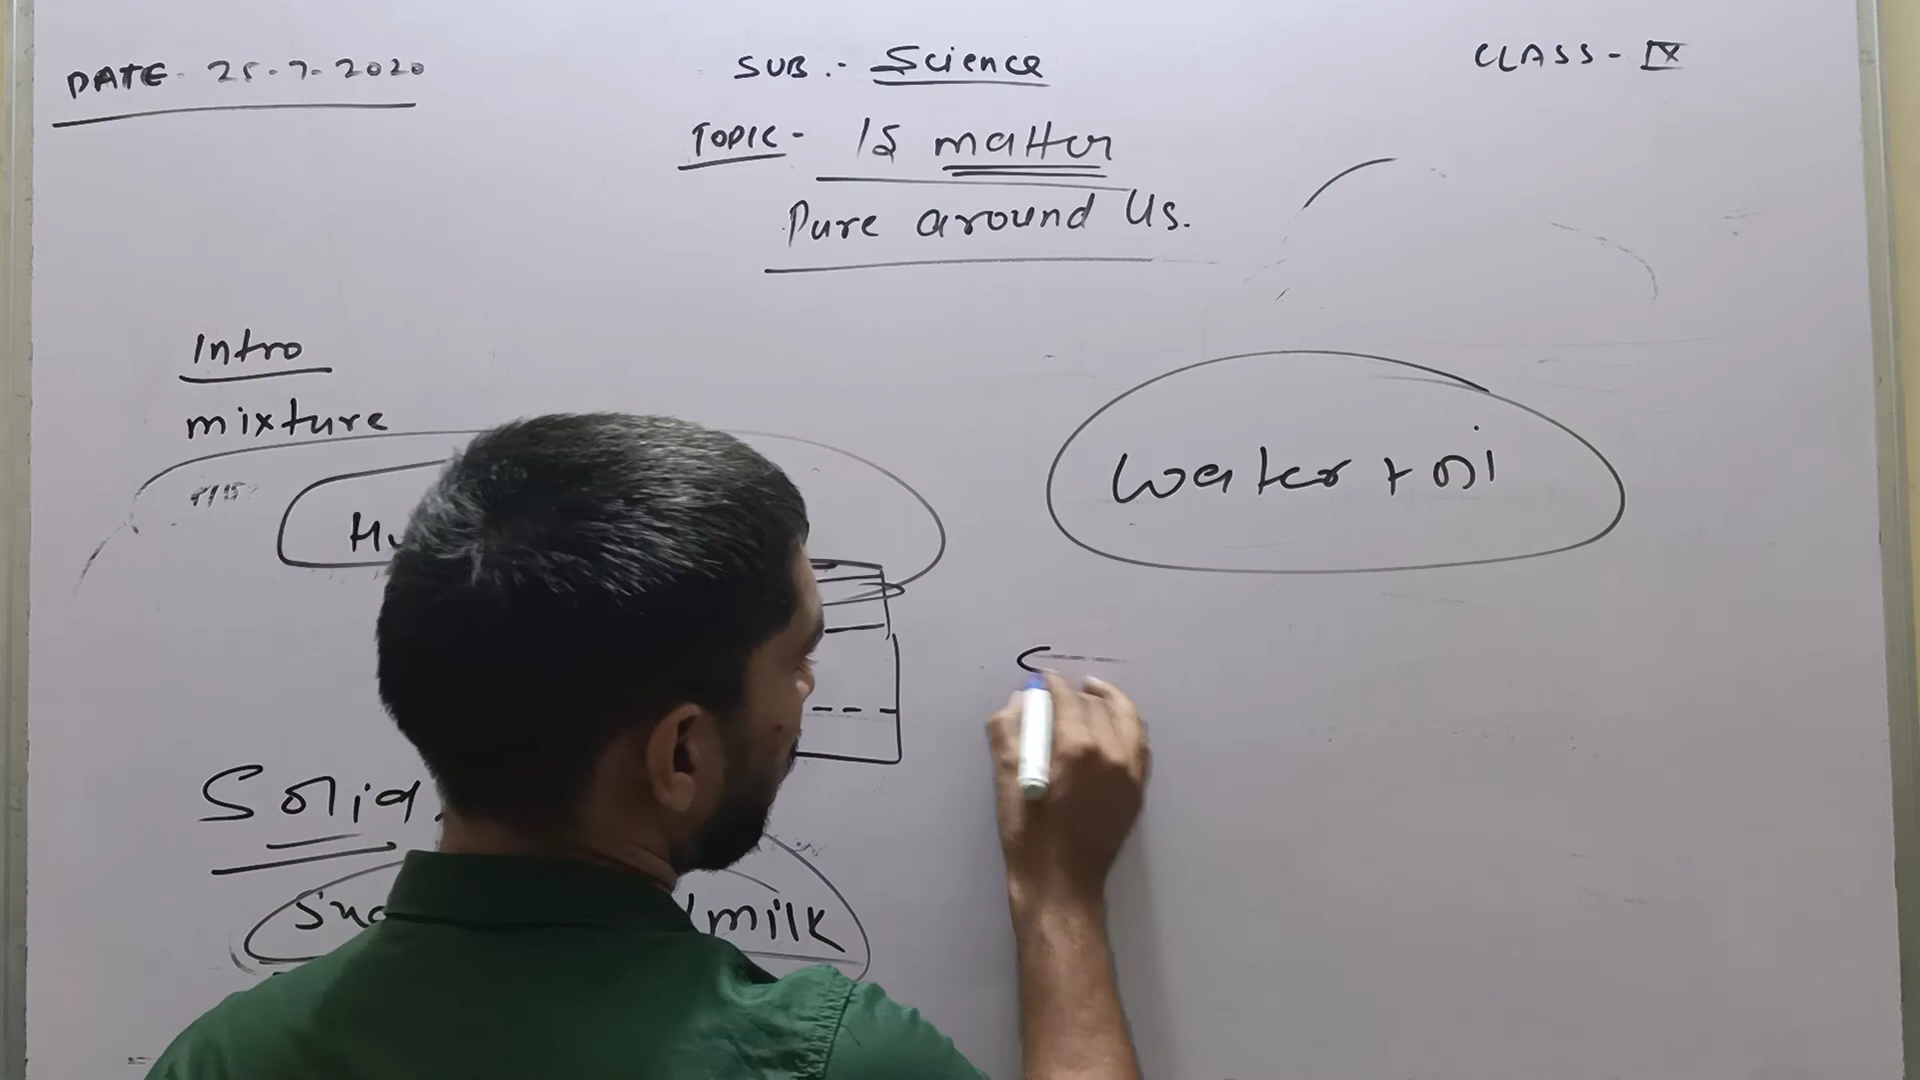 DATE - 25-7-2020
SUB.- Science
CLASS - IX
TOPIC - IS matter
Pure around Us.
Intro
mixture
water + oil
Solid
milk